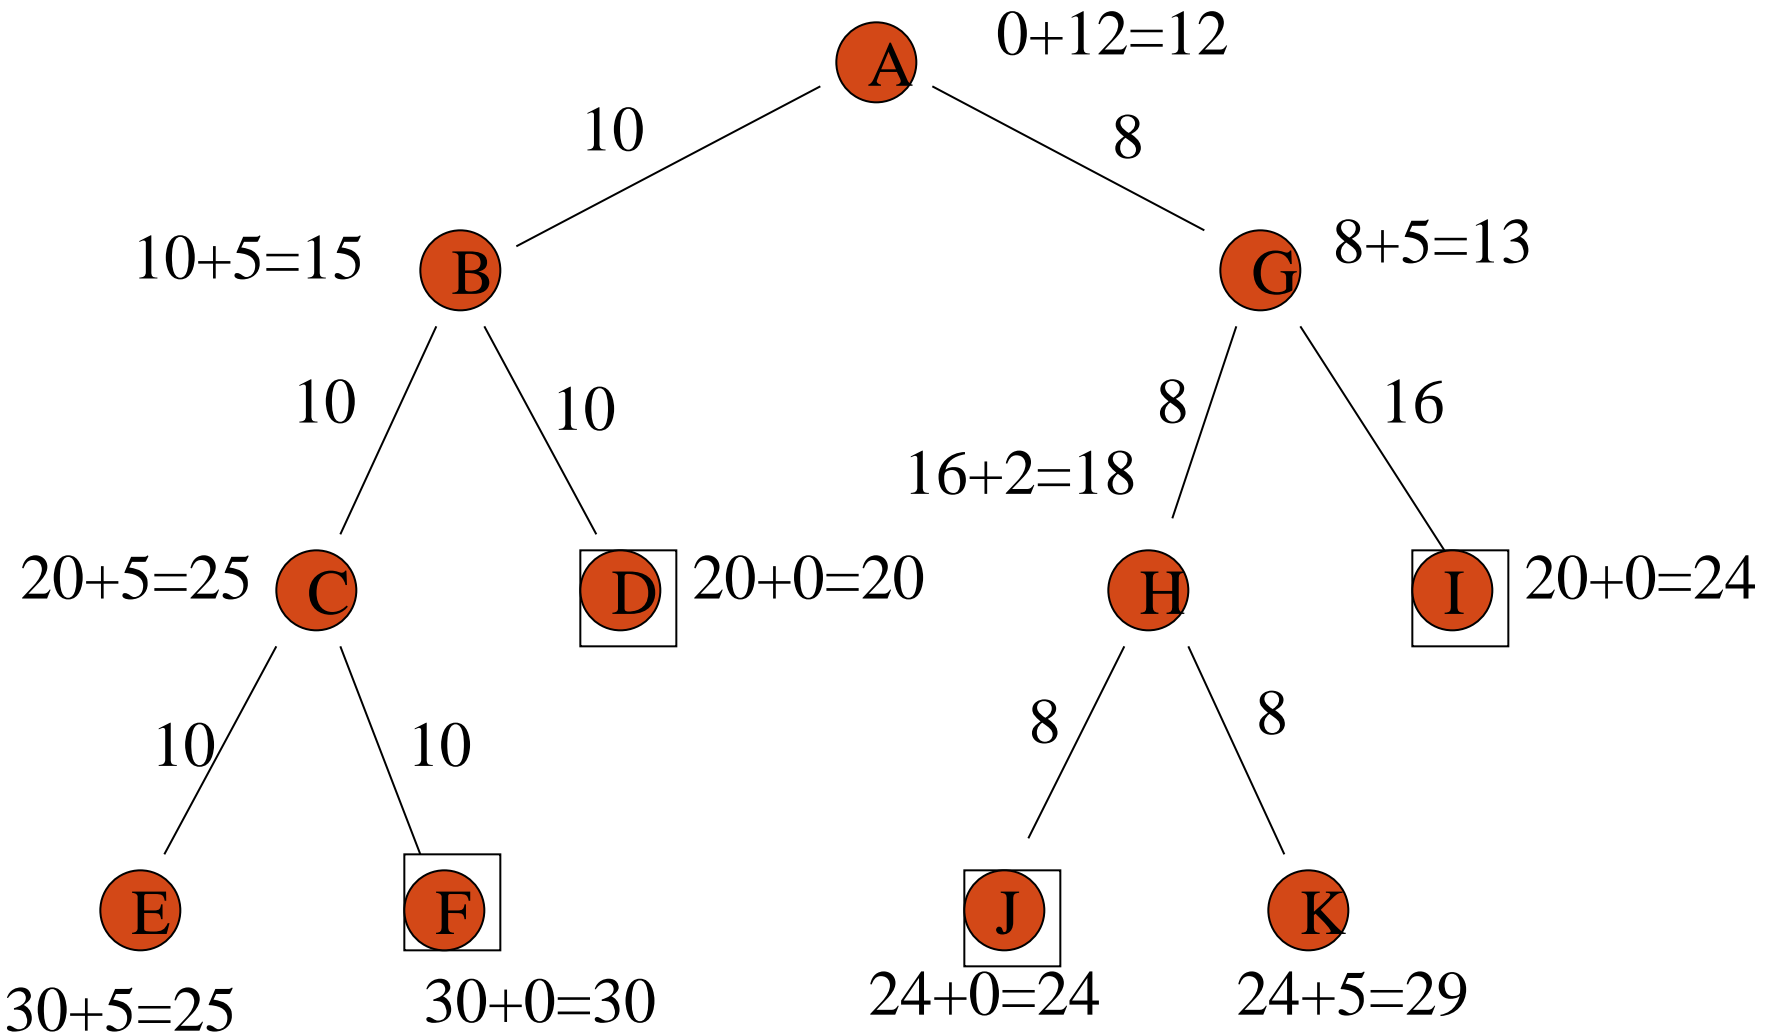 A 0+12=12
10 8
10+5=15 B G 8+5=13
10 10 8 16
16+2=18
20+5=25 C D 20+0=20 H I 20+0=24
10 10 8 8
E F J K
30+5=25 30+0=30 24+0=24 24+5=29